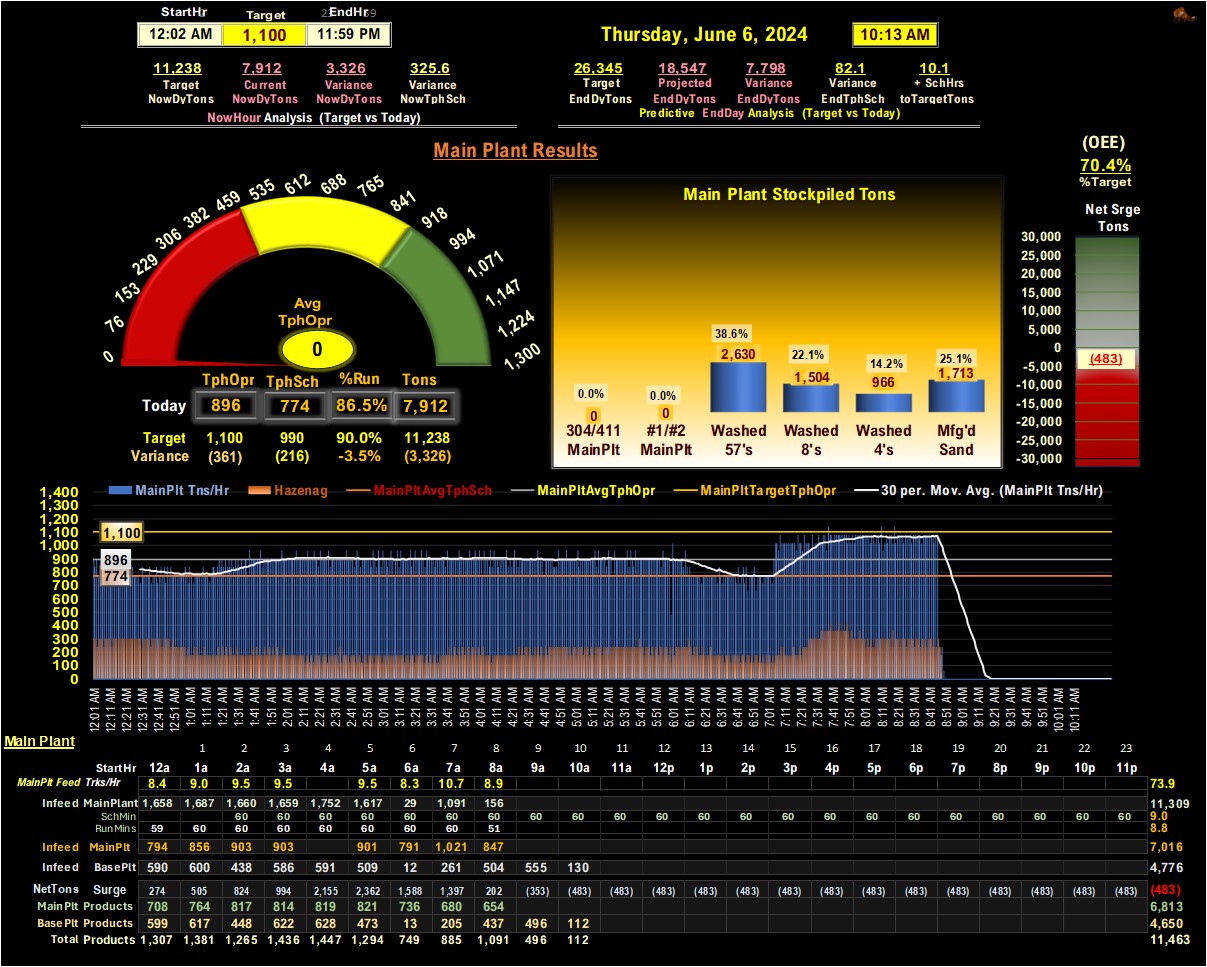 StartHr Target EndHr
12:02 AM 1,100 11:59 PM
Thursday, June 6, 2024 10:13 AM
11,238 7,912 3,326 325.6
Target Current Variance Variance
NowDyTons NowDyTons NowDyTons NowTphSch
NowHour Analysis (Target vs Today)
26,345 18,547 7,798 82.1 10.1
Target Projected Variance Variance + SchHrs
EndDyTons EndDyTons EndDyTons EndTphSch toTargetTons
Predictive EndDay Analysis (Target vs Today)
Main Plant Results
(OEE)
70.4%
%Target
Net Srge
Tons
30,000
25,000
20,000
15,000
10,000
5,000
0
-5,000
-10,000
-15,000
-20,000
-25,000
-30,000
(483)
0 76 153 229 306 382 459 535 612 688 765 841 918 994 1,071 1,147 1,224 1,300
Avg
TphOpr
0
TphOpr TphSch %Run Tons
Today 896 774 86.5% 7,912
Target 1,100 990 90.0% 11,238
Variance (361) (216) -3.5% (3,326)
Main Plant Stockpiled Tons
0.0% 0.0% 38.6% 22.1% 14.2% 25.1%
0 0 2,630 1,504 966 1,713
304/411 #1/#2 Washed Washed Washed Mfg'd
MainPlt MainPlt 57's 8's 4's Sand
MainPlt Tns/Hr Hazenag MainPltAvgTphSch MainPltAvgTphOpr MainPltTargetTphOpr 30 per. Mov. Avg. (MainPlt Tns/Hr)
1,400
1,300
1,200
1,100
1,000
900
800
700
600
500
400
300
200
100
0
1,100
896
774
12:01 AM 12:11 AM 12:21 AM 12:31 AM 12:41 AM 12:51 AM 1:01 AM 1:11 AM 1:21 AM 1:31 AM 1:41 AM 1:51 AM 2:01 AM 2:11 AM 2:21 AM 2:31 AM 2:41 AM 2:51 AM 3:01 AM 3:11 AM 3:21 AM 3:31 AM 3:41 AM 3:51 AM 4:01 AM 4:11 AM 4:21 AM 4:31 AM 4:41 AM 4:51 AM 5:01 AM 5:11 AM 5:21 AM 5:31 AM 5:41 AM 5:51 AM 6:01 AM 6:11 AM 6:21 AM 6:31 AM 6:41 AM 6:51 AM 7:01 AM 7:11 AM 7:21 AM 7:31 AM 7:41 AM 7:51 AM 8:01 AM 8:11 AM 8:21 AM 8:31 AM 8:41 AM 8:51 AM 9:01 AM 9:11 AM 9:21 AM 9:31 AM 9:41 AM 9:51 AM 10:01 AM 10:11 AM
Main Plant
1 2 3 4 5 6 7 8 9 10 11 12 13 14 15 16 17 18 19 20 21 22 23
StartHr 12a 1a 2a 3a 4a 5a 6a 7a 8a 9a 10a 11a 12p 1p 2p 3p 4p 5p 6p 7p 8p 9p 10p 11p
MainPlt Feed Trks/Hr 8.4 9.0 9.5 9.5 9.5 8.3 10.7 8.9 73.9
Infeed MainPlant 1,658 1,687 1,660 1,659 1,752 1,617 29 1,091 156 11,309
SchMin 60 60 60 60 60 60 60 60 60 60 60 60 60 60 60 60 60 60 60 60 60 60 9.0
RunMins 59 60 60 60 60 60 60 60 51 8.8
Infeed MainPlt 794 856 903 903 901 791 1,021 847 7,016
Infeed BasePlt 590 600 438 586 591 509 12 261 504 555 130 4,776
NetTons Surge 274 505 824 994 2,155 2,362 1,588 1,397 202 (353) (483) (483) (483) (483) (483) (483) (483) (483) (483) (483) (483) (483) (483) (483) (483)
MainPlt Products 708 764 817 814 819 821 736 680 654 6,813
BasePlt Products 599 617 448 622 628 473 13 205 437 496 112 4,650
Total Products 1,307 1,381 1,265 1,436 1,447 1,294 749 885 1,091 496 112 11,463